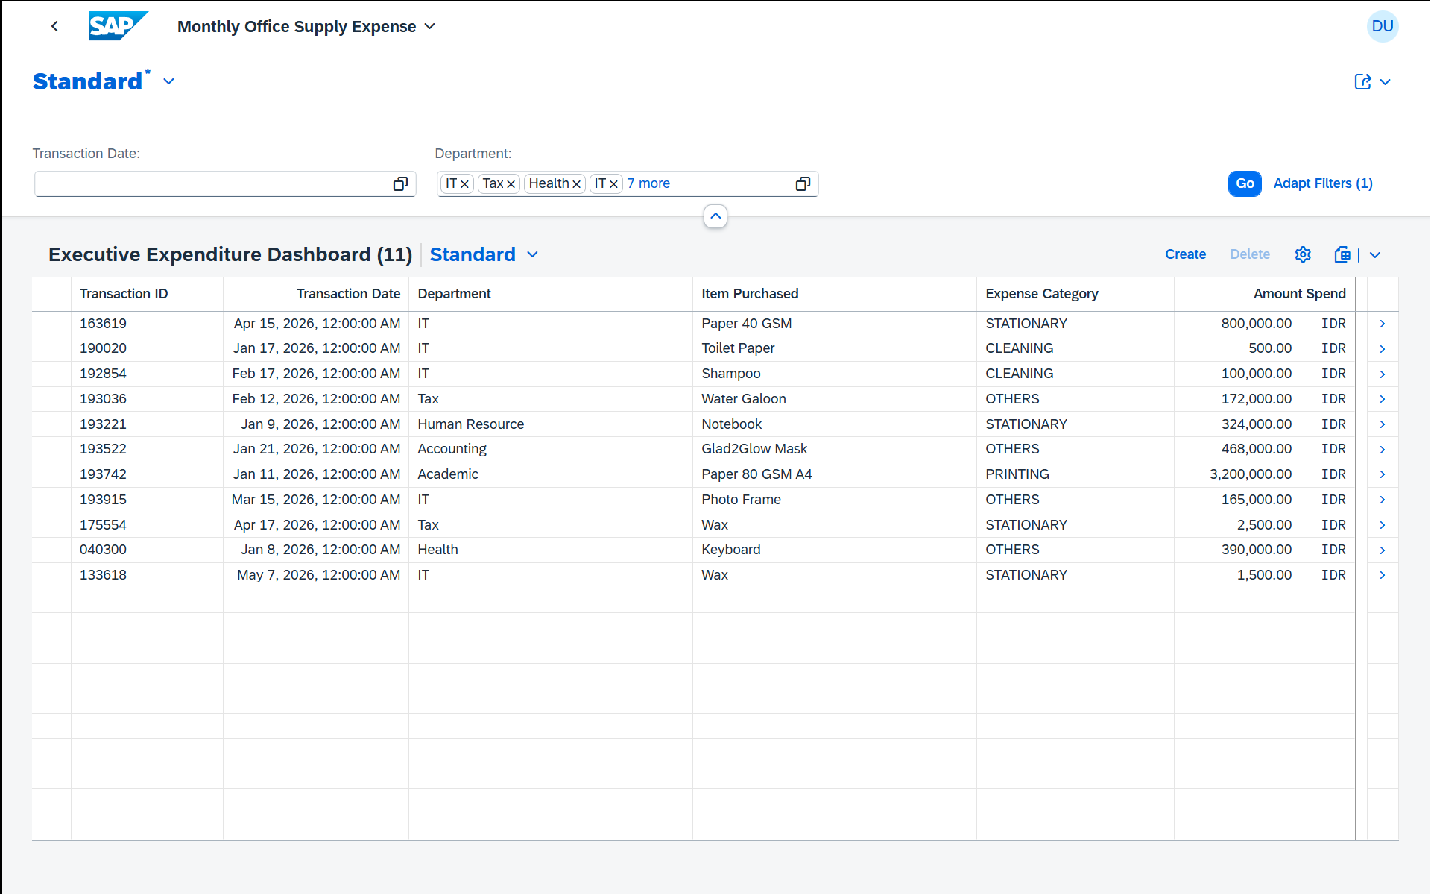 SAP Monthly Office Supply Expense DU
Standard*
Transaction Date: Department:
IT Tax Health IT 7 more Go Adapt Filters (1)
Executive Expenditure Dashboard (11) Standard Create Delete
Transaction ID Transaction Date Department Item Purchased Expense Category Amount Spend
163619 Apr 15, 2026, 12:00:00 AM IT Paper 40 GSM STATIONARY 800,000.00 IDR
190020 Jan 17, 2026, 12:00:00 AM IT Toilet Paper CLEANING 500.00 IDR
192854 Feb 17, 2026, 12:00:00 AM IT Shampoo CLEANING 100,000.00 IDR
193036 Feb 12, 2026, 12:00:00 AM Tax Water Galoon OTHERS 172,000.00 IDR
193221 Jan 9, 2026, 12:00:00 AM Human Resource Notebook STATIONARY 324,000.00 IDR
193522 Jan 21, 2026, 12:00:00 AM Accounting Glad2Glow Mask OTHERS 468,000.00 IDR
193742 Jan 11, 2026, 12:00:00 AM Academic Paper 80 GSM A4 PRINTING 3,200,000.00 IDR
193915 Mar 15, 2026, 12:00:00 AM IT Photo Frame OTHERS 165,000.00 IDR
175554 Apr 17, 2026, 12:00:00 AM Tax Wax STATIONARY 2,500.00 IDR
040300 Jan 8, 2026, 12:00:00 AM Health Keyboard OTHERS 390,000.00 IDR
133618 May 7, 2026, 12:00:00 AM IT Wax STATIONARY 1,500.00 IDR